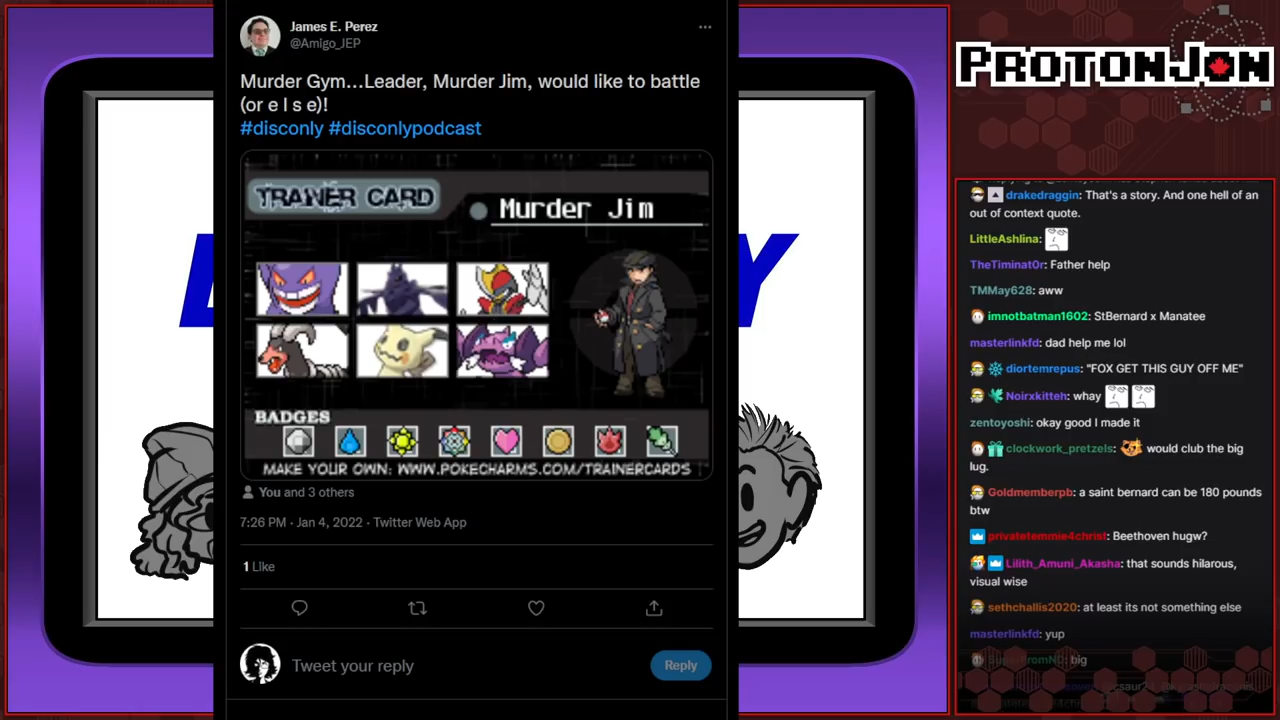 James E. Perez
@Amigo_JEP
Murder Gym...Leader, Murder Jim, would like to battle
(or e l s e)!
#disconly #disconlypodcast
TRAINER CARD
Murder Jim
BADGES
MAKE YOUR OWN: WWW.POKECHARMS.COM/TRAINERCARDS
You and 3 others
7:26 PM · Jan 4, 2022 · Twitter Web App
1 Like
Tweet your reply
Reply
Y
PROTONJON
drakedraggin: That's a story. And one hell of an
out of context quote.
LittleAshlina:
TheTiminat0r: Father help
TMMay628: aww
imnotbatman1602: StBernard x Manatee
masterlinkfd: dad help me lol
diortemrepus: "FOX GET THIS GUY OFF ME"
Noirxkitteh: whay
zentoyoshi: okay good I made it
clockwork_pretzels: would club the big
lug.
Goldmemberpb: a saint bernard can be 180 pounds
btw
privatetemmie4christ: Beethoven hugw?
Lilith_Amuni_Akasha: that sounds hilarous,
visual wise
sethchallis2020: at least its not something else
masterlinkfd: yup
big